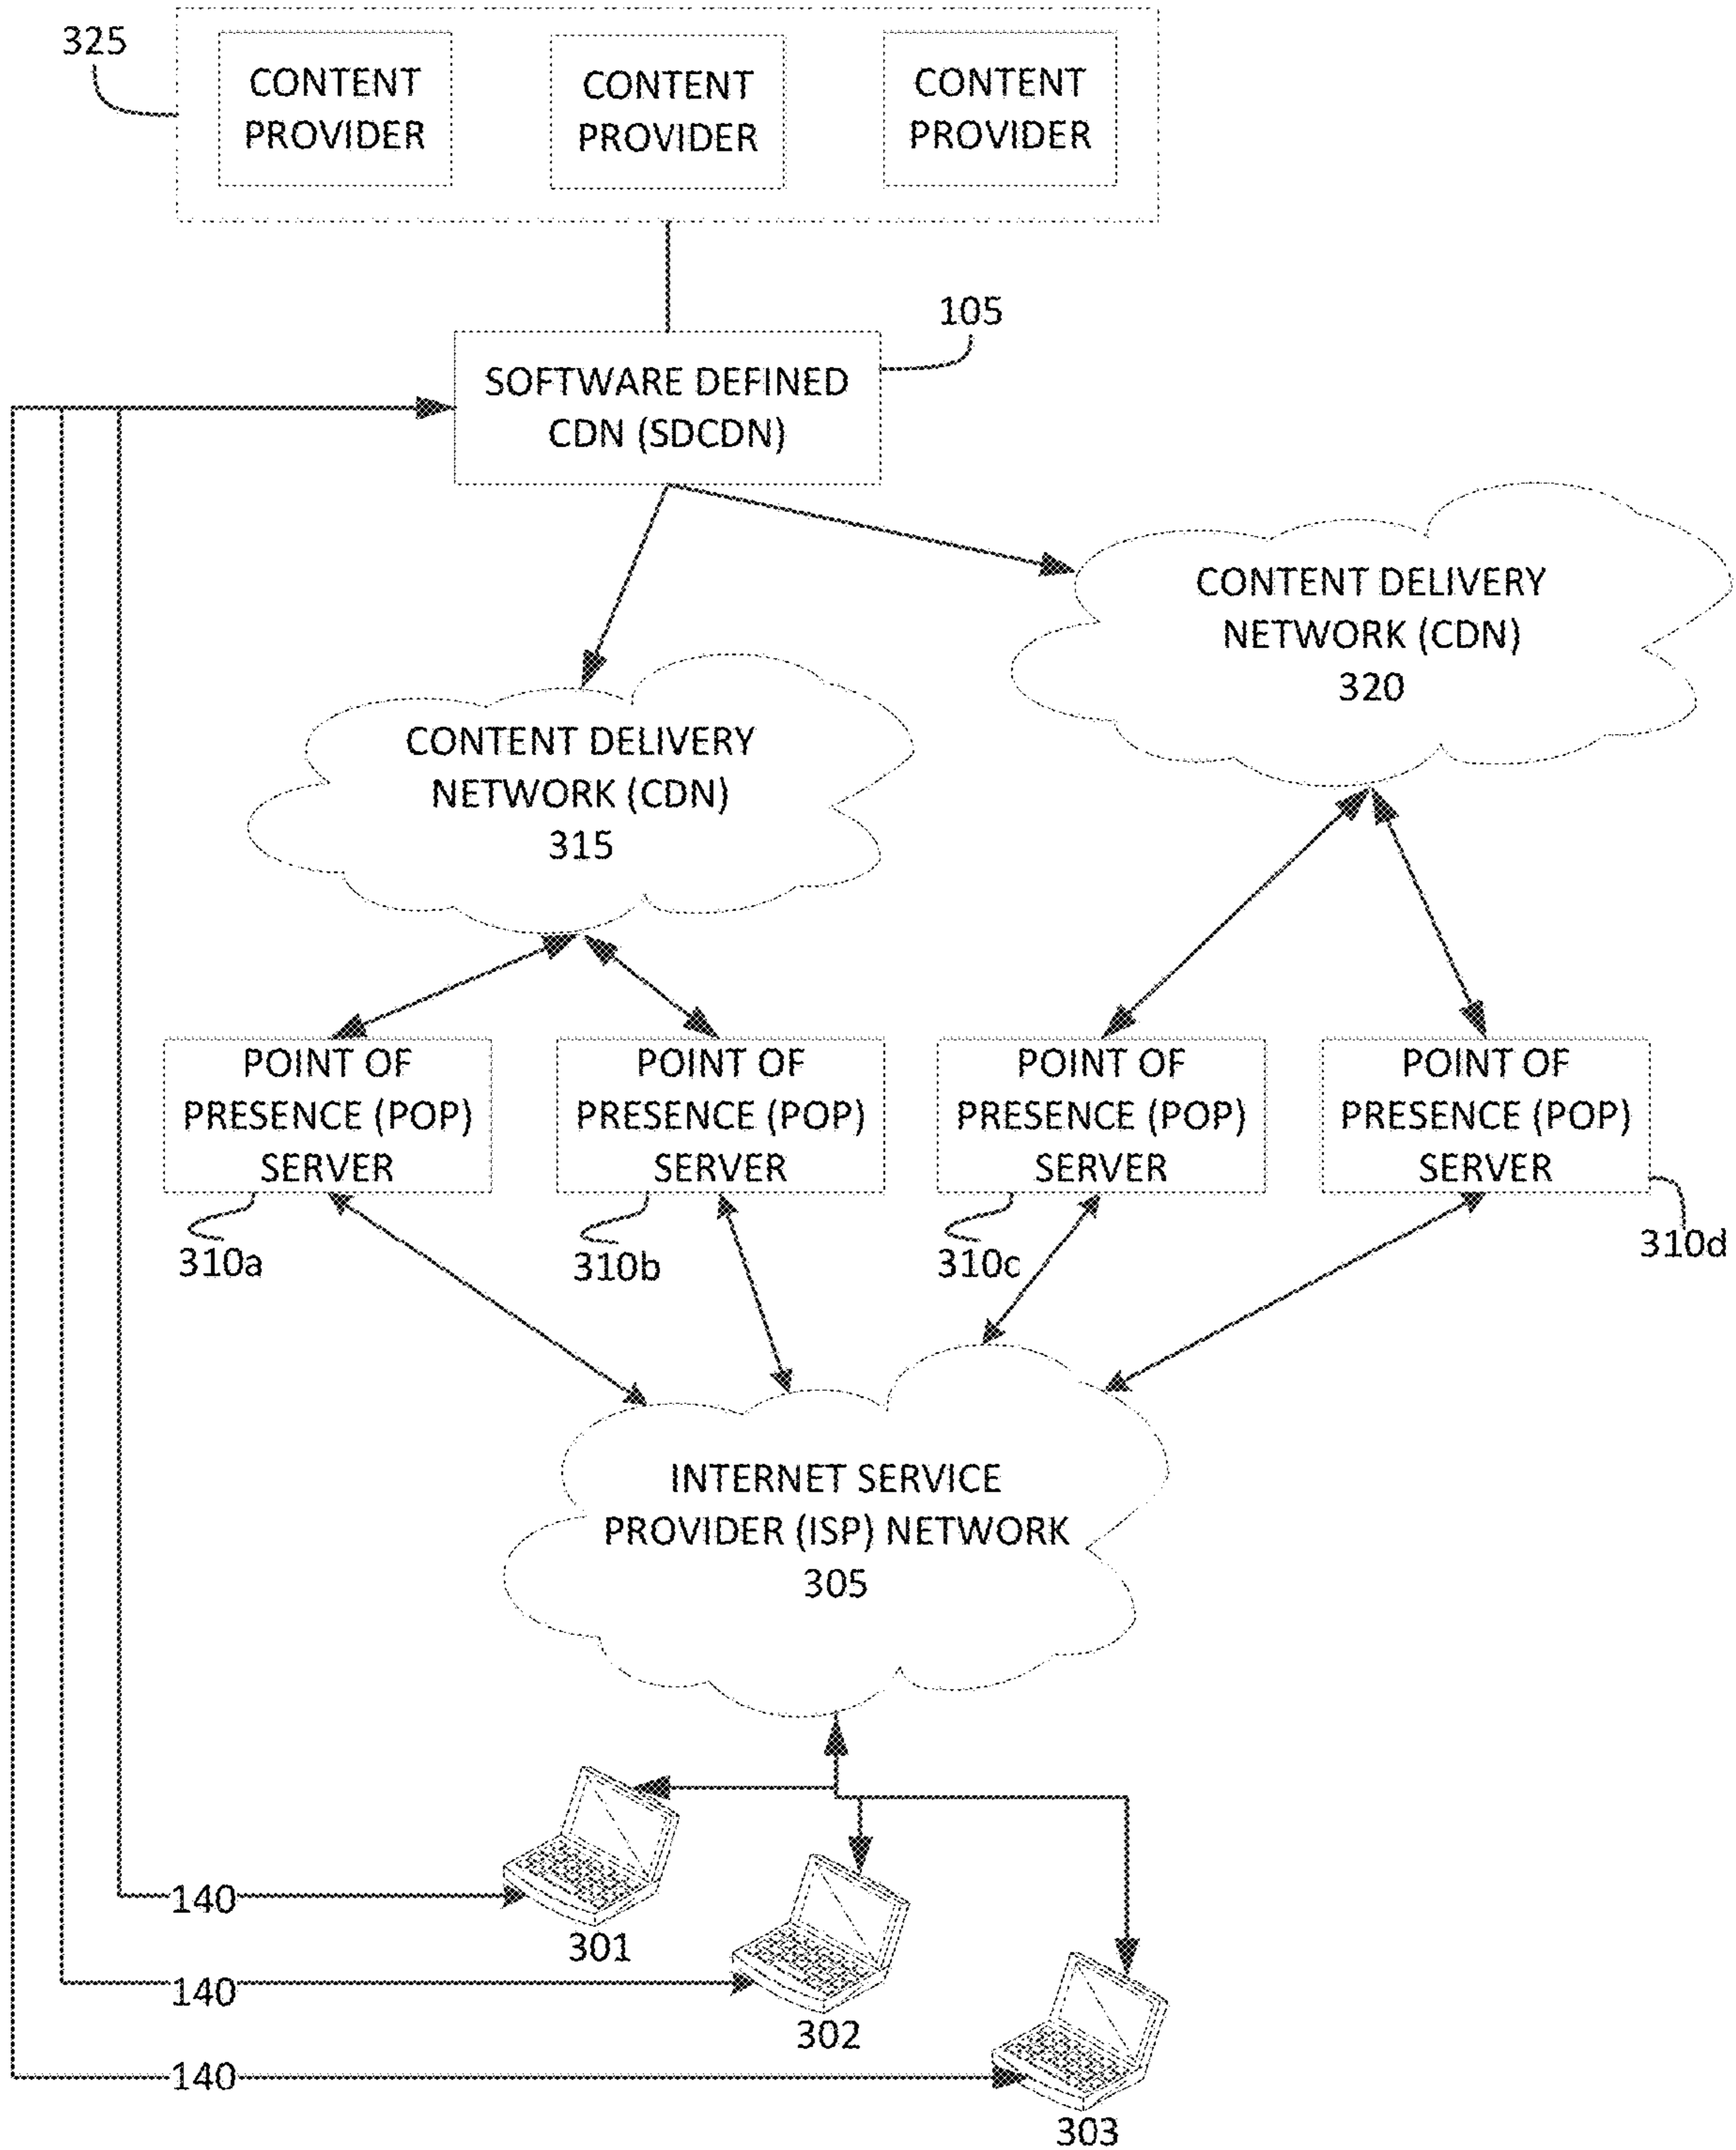 325
CONTENT
PROVIDER
CONTENT
PROVIDER
CONTENT
PROVIDER
105
SOFTWARE DEFINED
CDN (SDCDN)
CONTENT DELIVERY
NETWORK (CDN)
320
CONTENT DELIVERY
NETWORK (CDN)
315
POINT OF
PRESENCE (POP)
SERVER
POINT OF
PRESENCE (POP)
SERVER
POINT OF
PRESENCE (POP)
SERVER
POINT OF
PRESENCE (POP)
SERVER
310a
310b
310c
310d
INTERNET SERVICE
PROVIDER (ISP) NETWORK
305
140
301
140
302
140
303